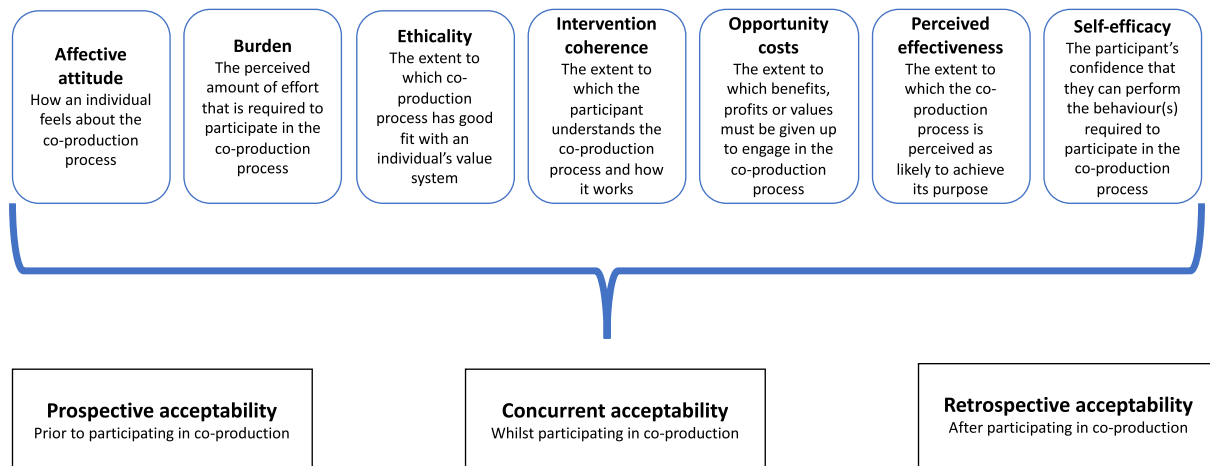 Affective
attitude
How an individual
feels about the
co-production
process
Burden
The perceived
amount of effort
that is required to
participate in the
co-production
process
Ethicality
The extent to
which co-
production
process has good
fit with an
individual’s value
system
Intervention
coherence
The extent to
which the
participant
understands the
co-production
process and how
it works
Opportunity
costs
The extent to
which benefits,
profits or values
must be given up
to engage in the
co-production
process
Perceived
effectiveness
The extent to
which the co-
production
process is
perceived as
likely to achieve
its purpose
Self-efficacy
The participant’s
confidence that
they can perform
the behaviour(s)
required to
participate in the
co-production
process
Prospective acceptability
Prior to participating in co-production
Concurrent acceptability
Whilst participating in co-production
Retrospective acceptability
After participating in co-production